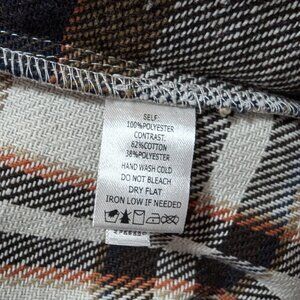 SELF:
100%POLYESTER
CONTRAST:
62%COTTON
38%POLYESTER
HAND WASH COLD
DO NOT BLEACH
DRY FLAT
IRON LOW IF NEEDED